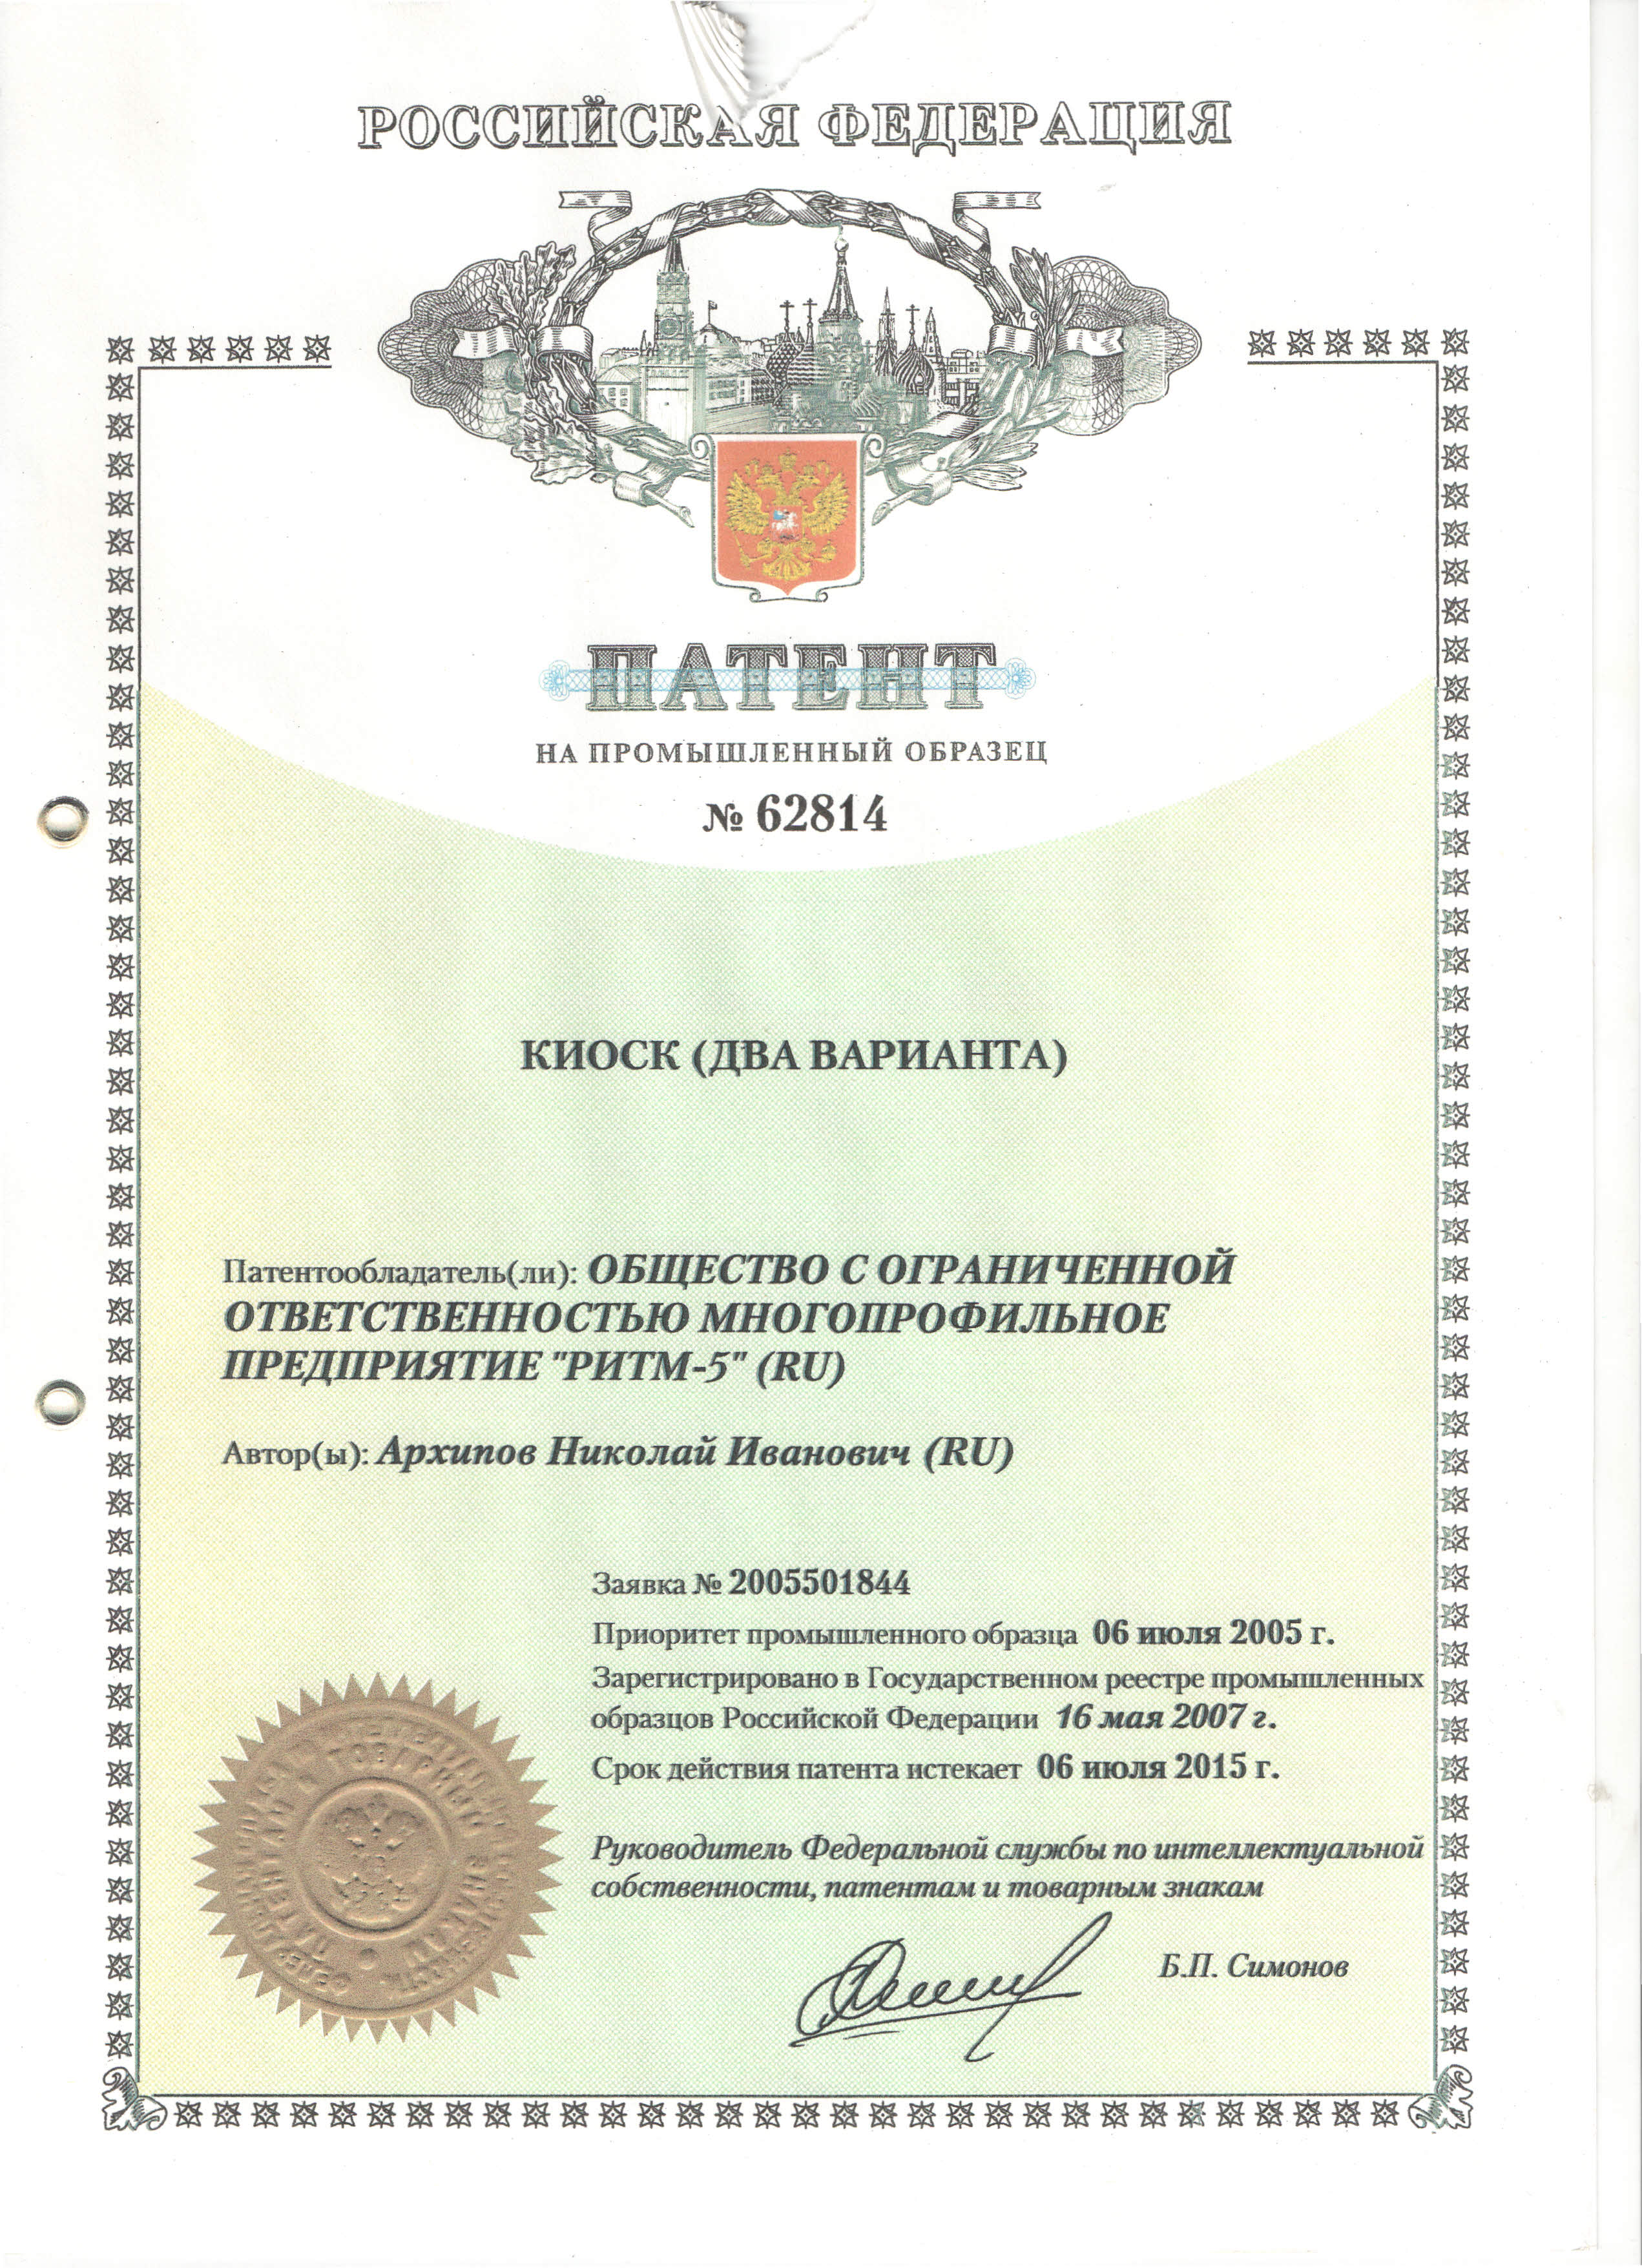 РОССИЙСКАЯ ФЕДЕРАЦИЯ
ПАТЕНТ
НА ПРОМЫШЛЕННЫЙ ОБРАЗЕЦ
№ 62814
КИОСК (ДВА ВАРИАНТА)
Патентообладатель(ли): ОБЩЕСТВО С ОГРАНИЧЕННОЙ
ОТВЕТСТВЕННОСТЬЮ МНОГОПРОФИЛЬНОЕ
ПРЕДПРИЯТИЕ "РИТМ-5" (RU)
Автор(ы): Архипов Николай Иванович (RU)
Заявка № 2005501844
Приоритет промышленного образца 06 июля 2005 г.
Зарегистрировано в Государственном реестре промышленных
образцов Российской Федерации 16 мая 2007 г.
Срок действия патента истекает 06 июля 2015 г.
Руководитель Федеральной службы по интеллектуальной
собственности, патентам и товарным знакам
Б.П. Симонов